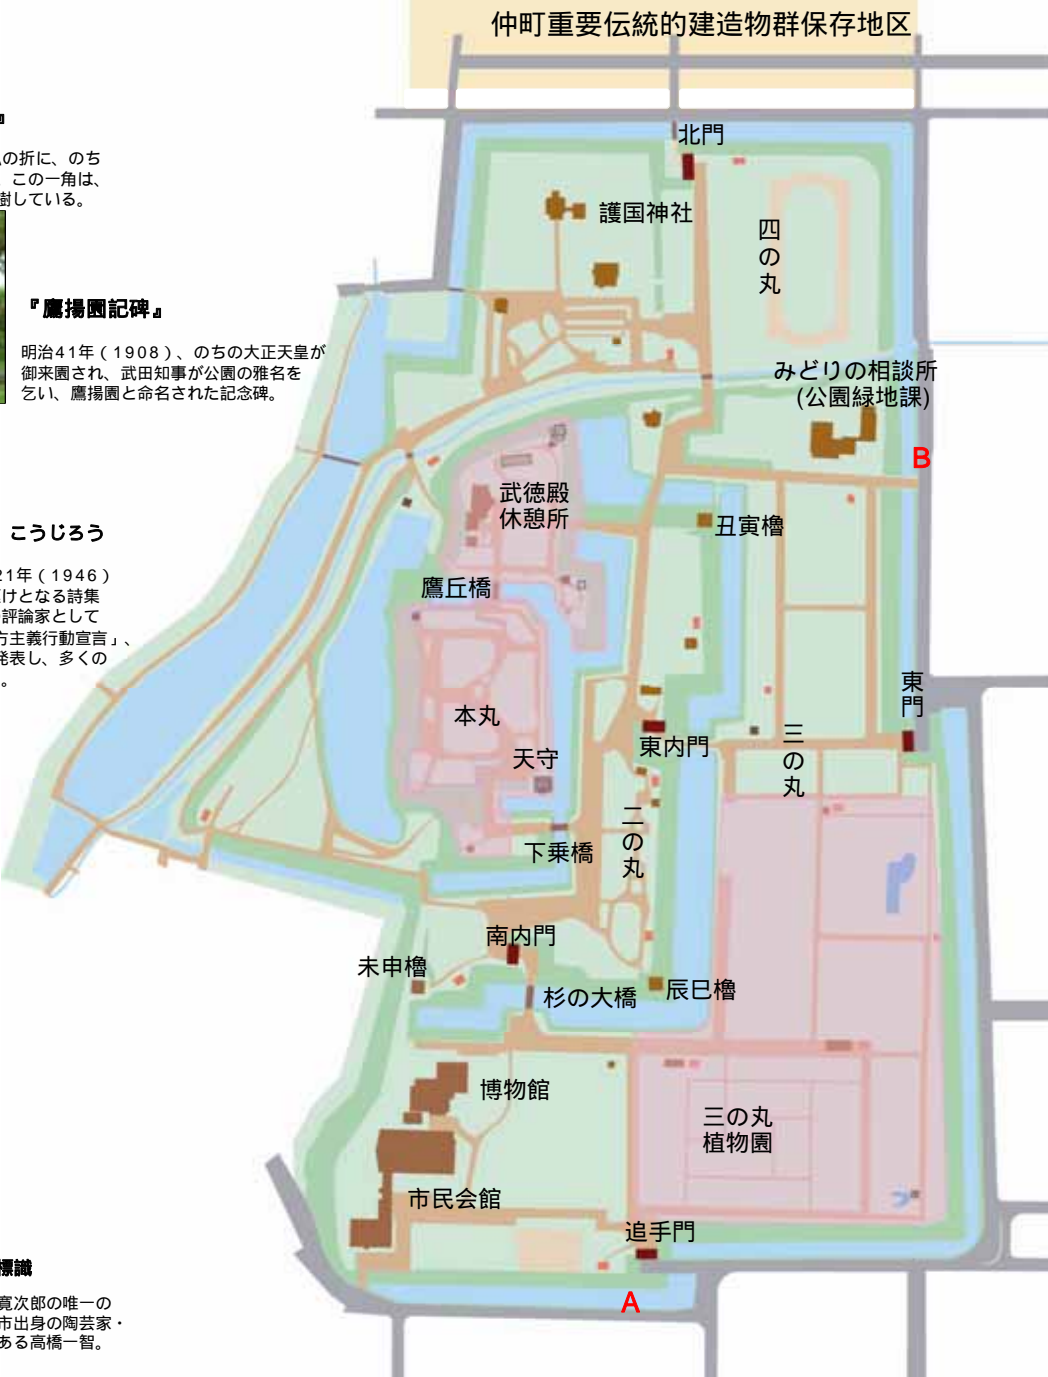 仲町重要伝統的建造物群保存地区
』
の折に、のち
この一角は、
樹している。
『鷹揚園記碑』
明治41年（1908）、のちの大正天皇が
御来園され、武田知事が公園の雅名を
乞い、鷹揚園と命名された記念碑。
こうじろう
21年（1946）
けとなる詩集
評論家として
方主義行動宣言」、
発表し、多くの
。
標識
寛次郎の唯一の
市出身の陶芸家・
ある高橋一智。
北門
護国神社
四の丸
みどりの相談所
(公園緑地課)
B
武徳殿
休憩所
丑寅櫓
鷹丘橋
東門
本丸
東内門
三の丸
天守
二の丸
下乗橋
南内門
未申櫓
杉の大橋
辰巳櫓
博物館
三の丸
植物園
市民会館
追手門
A